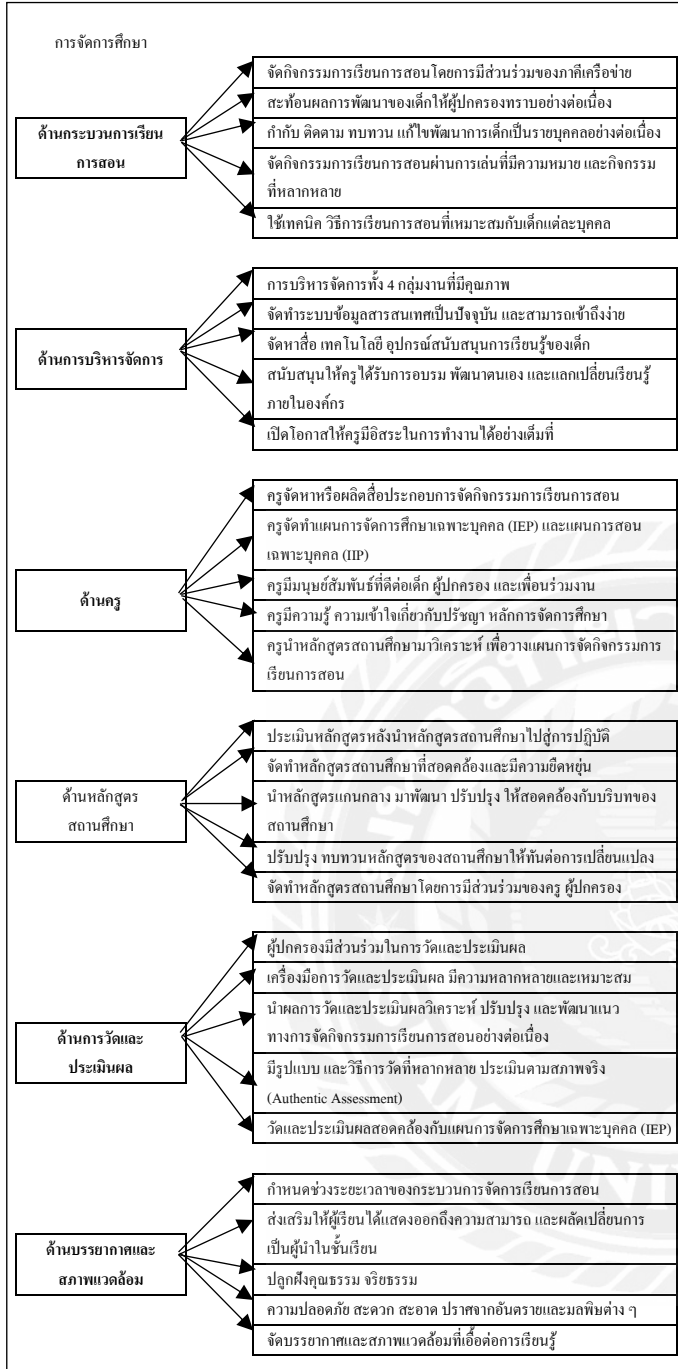 การจัดการศึกษา
จัดกิจกรรมการเรียนการสอนโดยการมีส่วนร่วมของภาคีเครือข่าย
สะท้อนผลการพัฒนาของเด็กให้ผู้ปกครองทราบอย่างต่อเนื่อง
ด้านกระบวนการเรียน
การสอน
กำกับ ติดตาม ทบทวน แก้ไขพัฒนาการเด็กเป็นรายบุคคลอย่างต่อเนื่อง
จัดกิจกรรมการเรียนการสอนผ่านการเล่นที่มีความหมาย และกิจกรรม
ที่หลากหลาย
ใช้เทคนิค วิธีการเรียนการสอนที่เหมาะสมกับเด็กแต่ละบุคคล
การบริหารจัดการทั้ง 4 กลุ่มงานที่มีคุณภาพ
จัดทำระบบข้อมูลสารสนเทศเป็นปัจจุบัน และสามารถเข้าถึงง่าย
ด้านการบริหารจัดการ
จัดหาสื่อ เทคโนโลยี อุปกรณ์สนับสนุนการเรียนรู้ของเด็ก
สนับสนุนให้ครูได้รับการอบรม พัฒนาตนเอง และแลกเปลี่ยนเรียนรู้
ภายในองค์กร
เปิดโอกาสให้ครูมีอิสระในการทำงานได้อย่างเต็มที่
ครูจัดหาหรือผลิตสื่อประกอบการจัดกิจกรรมการเรียนการสอน
ครูจัดทำแผนการจัดการศึกษาเฉพาะบุคคล (IEP) และแผนการสอน
เฉพาะบุคคล (IIP)
ด้านครู
ครูมีมนุษย์สัมพันธ์ที่ดีต่อเด็ก ผู้ปกครอง และเพื่อนร่วมงาน
ครูมีความรู้ ความเข้าใจเกี่ยวกับปรัชญา หลักการจัดการศึกษา
ครูนำหลักสูตรสถานศึกษามาวิเคราะห์ เพื่อวางแผนการจัดกิจกรรมการ
เรียนการสอน
ประเมินหลักสูตรหลังนำหลักสูตรสถานศึกษาไปสู่การปฏิบัติ
จัดทำหลักสูตรสถานศึกษาที่สอดคล้องและมีความยืดหยุ่น
ด้านหลักสูตร
สถานศึกษา
นำหลักสูตรแกนกลาง มาพัฒนา ปรับปรุง ให้สอดคล้องกับบริบทของ
สถานศึกษา
ปรับปรุง ทบทวนหลักสูตรของสถานศึกษาให้ทันต่อการเปลี่ยนแปลง
จัดทำหลักสูตรสถานศึกษาโดยการมีส่วนร่วมของครู ผู้ปกครอง
ผู้ปกครองมีส่วนร่วมในการวัดและประเมินผล
เครื่องมือการวัดและประเมินผล มีความหลากหลายและเหมาะสม
ด้านการวัดและ
ประเมินผล
นำผลการวัดและประเมินผลวิเคราะห์ ปรับปรุง และพัฒนาแนว
ทางการจัดกิจกรรมการเรียนการสอนอย่างต่อเนื่อง
มีรูปแบบ และวิธีการวัดที่หลากหลาย ประเมินตามสภาพจริง
(Authentic Assessment)
วัดและประเมินผลสอดคล้องกับแผนการจัดการศึกษาเฉพาะบุคคล (IEP)
กำหนดช่วงระยะเวลาของกระบวนการจัดการเรียนการสอน
ส่งเสริมให้ผู้เรียนได้แสดงออกถึงความสามารถ และผลัดเปลี่ยนการ
เป็นผู้นำในชั้นเรียน
ด้านบรรยากาศและ
สภาพแวดล้อม
ปลูกฝังคุณธรรม จริยธรรม
ความปลอดภัย สะดวก สะอาด ปราศจากอันตรายและมลพิษต่าง ๆ
จัดบรรยากาศและสภาพแวดล้อมที่เอื้อต่อการเรียนรู้